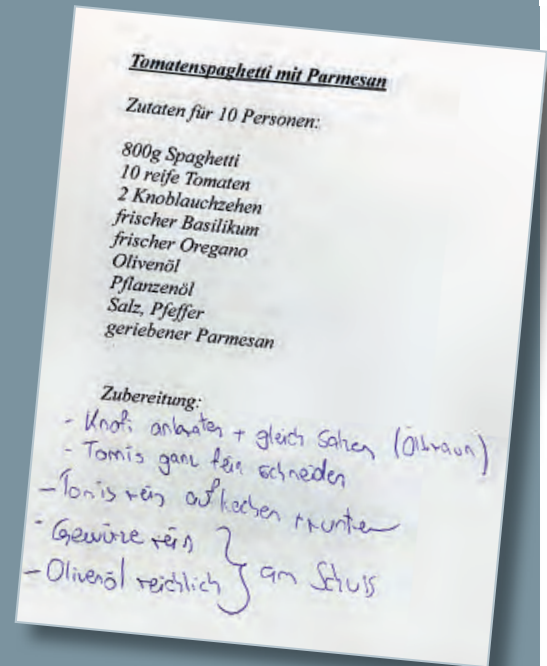 Tomatenspaghetti mit Parmesan
Zutaten für 10 Personen:
800g Spaghetti
10 reife Tomaten
2 Knoblauchzehen
frischer Basilikum
frischer Oregano
Olivenöl
Pflanzenöl
Salz, Pfeffer
geriebener Parmesan
Zubereitung:
- Knofi anbraten + gleich salzen
- Tomis ganz fein schneiden
- Tomis rein aufkochen
- Gewürze rein
- Olivenöl reichlich } am Schluss